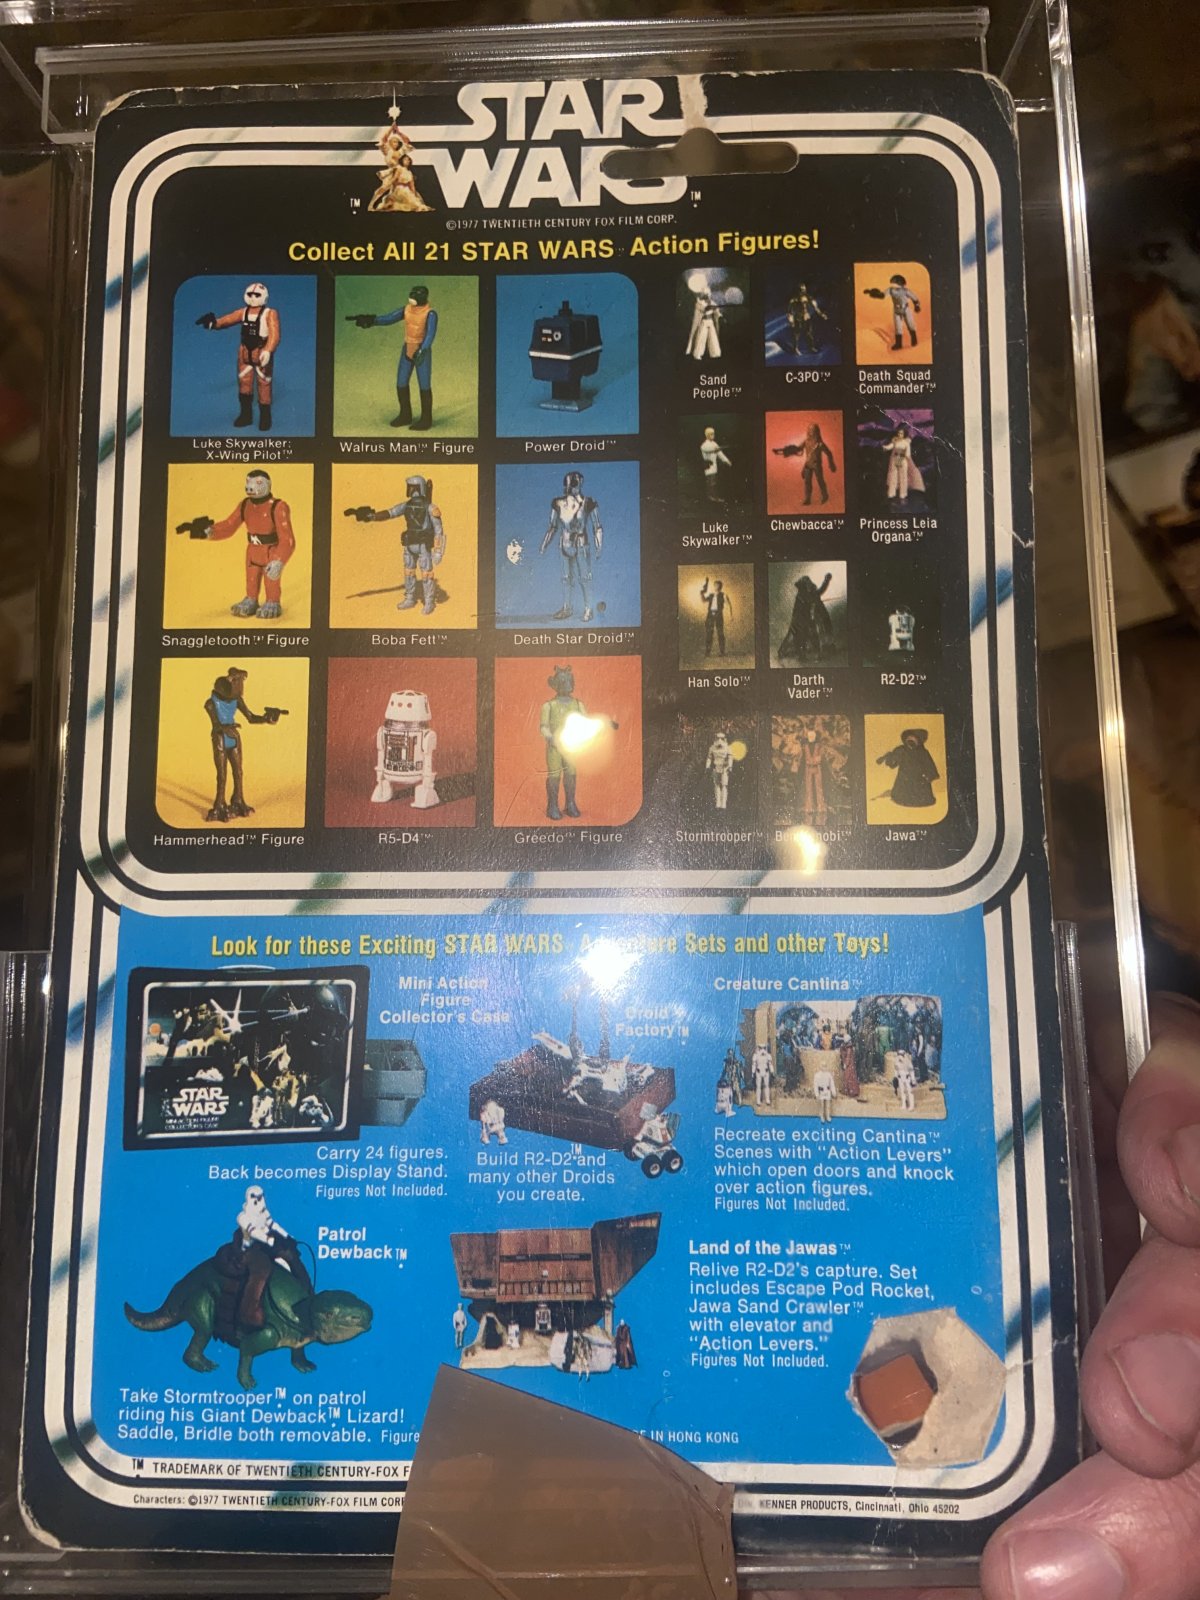 STAR
WARS
TM
TM
©1977 TWENTIETH CENTURY FOX FILM CORP.
Collect All 21 STAR WARS™ Action Figures!
Luke Skywalker:
X-Wing Pilot™
Walrus Man™ Figure
Power Droid™
Sand
People™
C-3PO™
Death Squad
Commander™
Luke
Skywalker™
Chewbacca™
Princess Leia
Organa™
Snaggletooth™ Figure
Boba Fett™
Death Star Droid™
Han Solo™
Darth
Vader™
R2-D2™
Hammerhead™ Figure
R5-D4™
Greedo™ Figure
Stormtrooper™
Jawa™
Look for these Exciting STAR WARS Sets and other Toys!
Mini Action
Figure
Collector's Case
STAR
WARS
Carry 24 figures.
Back becomes Display Stand.
Figures Not Included.
Droid
Factory™
Build R2-D2™ and
many other Droids
you create.
Creature Cantina™
Recreate exciting Cantina™
Scenes with "Action Levers"
which open doors and knock
over action figures.
Figures Not Included.
Patrol
Dewback™
Take Stormtrooper™ on patrol
riding his Giant Dewback™ Lizard!
Saddle, Bridle both removable. Figure
Land of the Jawas™
Relive R2-D2's capture. Set
includes Escape Pod Rocket,
Jawa Sand Crawler™
with elevator and
"Action Levers."
Figures Not Included.
IN HONG KONG
™ TRADEMARK OF TWENTIETH CENTURY-FOX F
Characters: ©1977 TWENTIETH CENTURY-FOX FILM CORP
KENNER PRODUCTS, Cincinnati, Ohio 45202